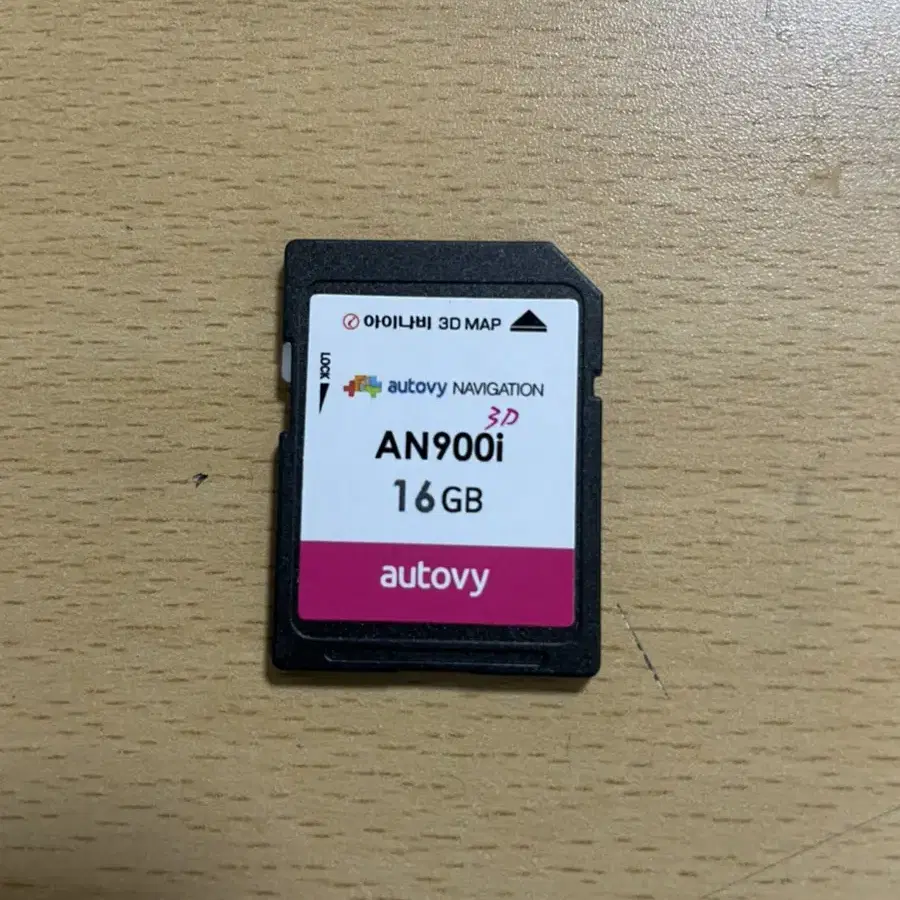 아이나비 3D MAP
LOCK
autovy NAVIGATION
3D
AN900i
16GB
autovy